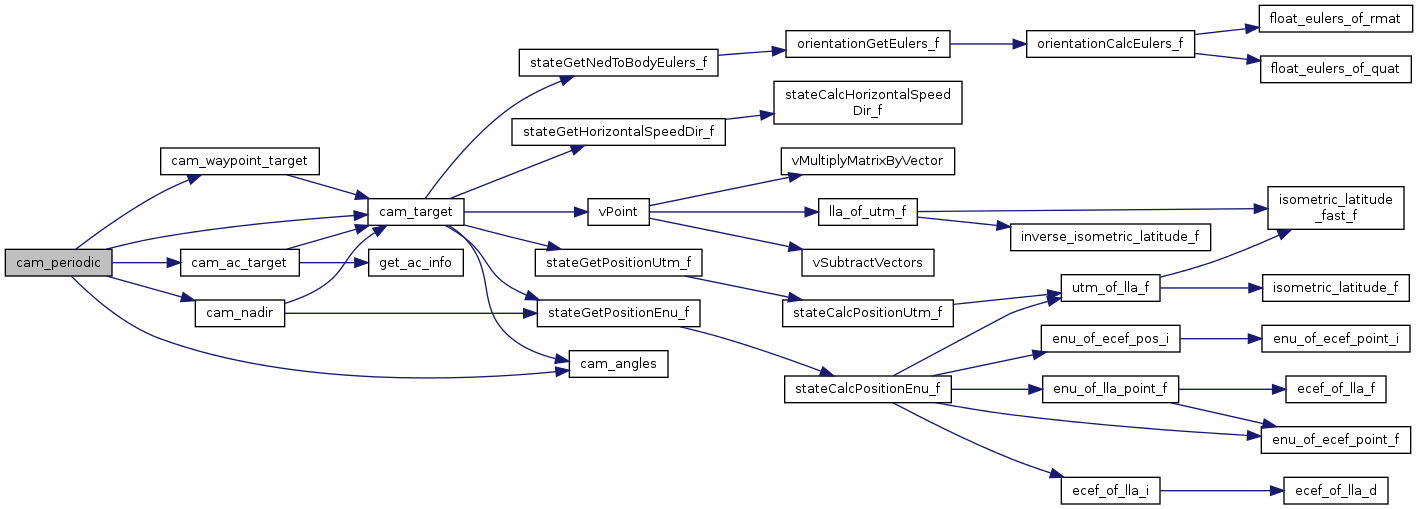 float_eulers_of_rmat
orientationGetEulers_f
orientationCalcEulers_f
stateGetNedToBodyEulers_f
float_eulers_of_quat
stateCalcHorizontalSpeed
Dir_f
stateGetHorizontalSpeedDir_f
cam_waypoint_target
vMultiplyMatrixByVector
isometric_latitude
_fast_f
cam_target
vPoint
lla_of_utm_f
inverse_isometric_latitude_f
cam_periodic
cam_ac_target
get_ac_info
stateGetPositionUtm_f
vSubtractVectors
utm_of_lla_f
isometric_latitude_f
cam_nadir
stateGetPositionEnu_f
stateCalcPositionUtm_f
enu_of_ecef_pos_i
enu_of_ecef_point_i
cam_angles
stateCalcPositionEnu_f
enu_of_lla_point_f
ecef_of_lla_f
enu_of_ecef_point_f
ecef_of_lla_i
ecef_of_lla_d